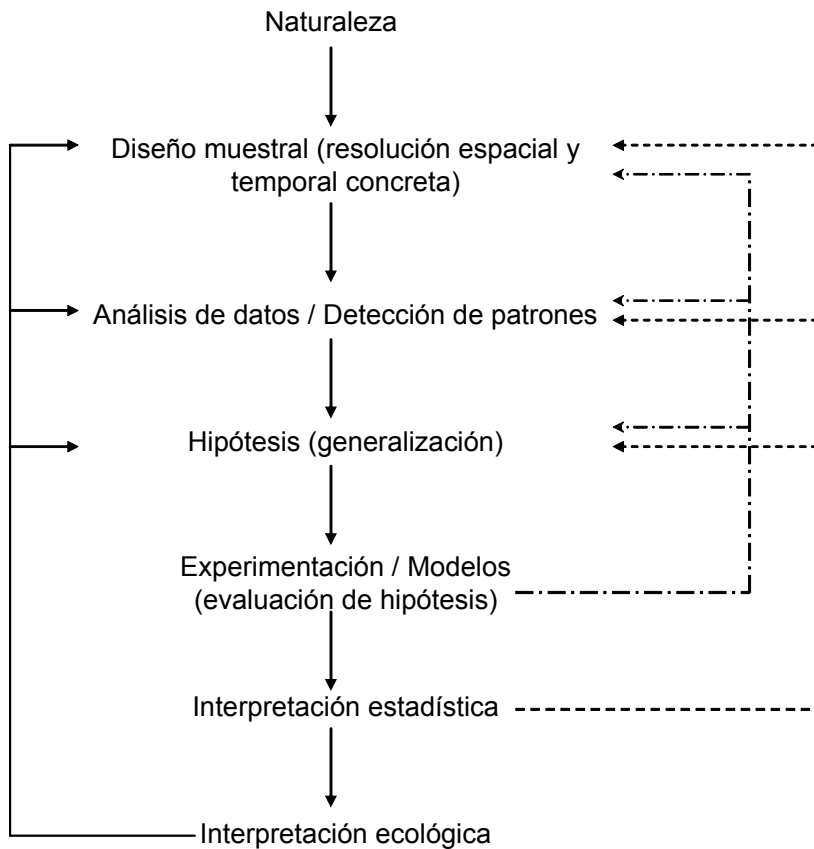 Naturaleza
Diseño muestral (resolución espacial y
temporal concreta)
Análisis de datos / Detección de patrones
Hipótesis (generalización)
Experimentación / Modelos
(evaluación de hipótesis)
Interpretación estadística
Interpretación ecológica